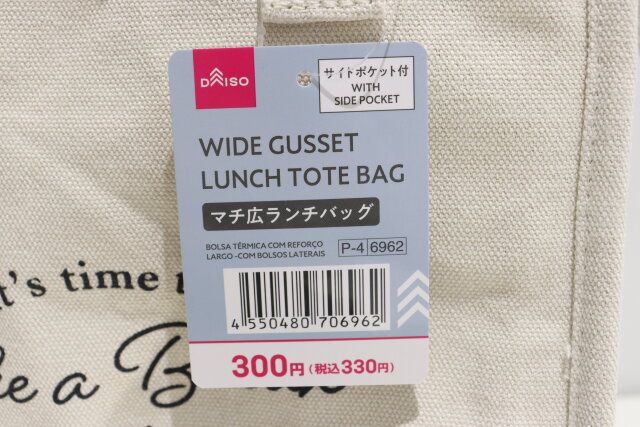 DAISO
サイドポケット付
WITH
SIDE POCKET
WIDE GUSSET
LUNCH TOTE BAG
マチ広ランチバッグ
BOLSA TÉRMICA COM REFORÇO
LARGO -COM BOLSOS LATERAIS
P-4 6962
4 550480 706962
300円(税込330円)
t's time
e a B